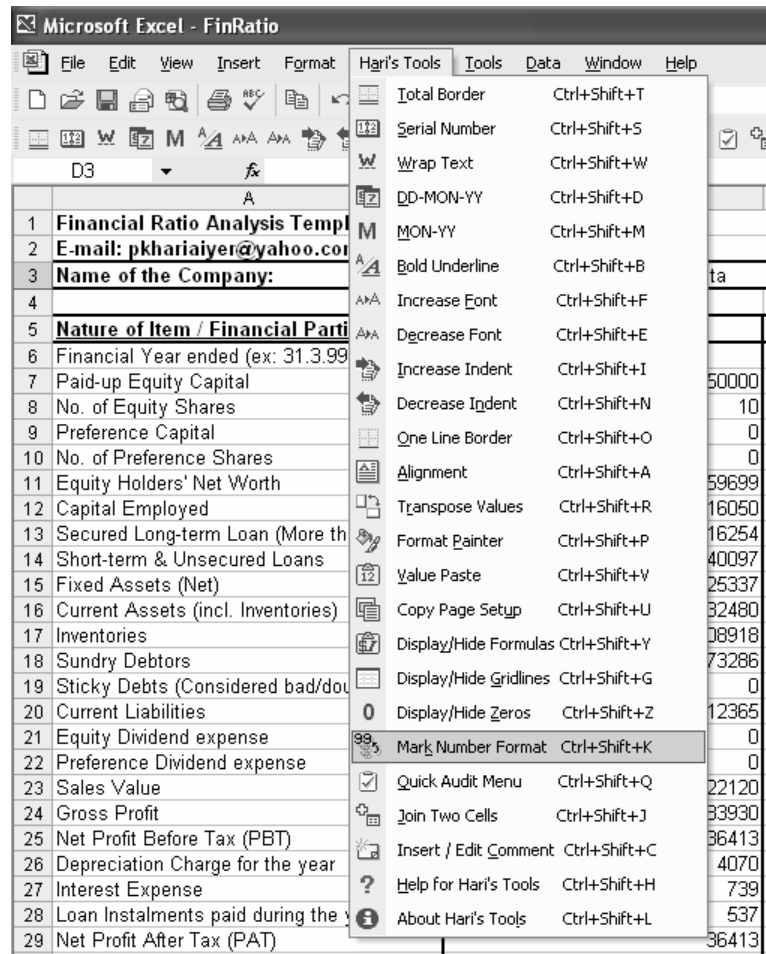 Microsoft Excel - FinRatio
File Edit View Insert Format Hari's Tools Tools Data Window Help
D3 fx
A
1 Financial Ratio Analysis Templ
2 E-mail: pkhariaiyer@yahoo.cor
3 Name of the Company: ta
4
5 Nature of Item / Financial Parti
6 Financial Year ended (ex: 31.3.99
7 Paid-up Equity Capital 50000
8 No. of Equity Shares 10
9 Preference Capital 0
10 No. of Preference Shares 0
11 Equity Holders' Net Worth 59699
12 Capital Employed 16050
13 Secured Long-term Loan (More th 16254
14 Short-term & Unsecured Loans 40097
15 Fixed Assets (Net) 25337
16 Current Assets (incl. Inventories) 32480
17 Inventories 08918
18 Sundry Debtors 73286
19 Sticky Debts (Considered bad/dou 0
20 Current Liabilities 12365
21 Equity Dividend expense 0
22 Preference Dividend expense 0
23 Sales Value 22120
24 Gross Profit 33930
25 Net Profit Before Tax (PBT) 36413
26 Depreciation Charge for the year 4070
27 Interest Expense 739
28 Loan Instalments paid during the 537
29 Net Profit After Tax (PAT) 36413
Total Border Ctrl+Shift+T
Serial Number Ctrl+Shift+S
Wrap Text Ctrl+Shift+W
DD-MON-YY Ctrl+Shift+D
MON-YY Ctrl+Shift+M
Bold Underline Ctrl+Shift+B
Increase Font Ctrl+Shift+F
Decrease Font Ctrl+Shift+E
Increase Indent Ctrl+Shift+I
Decrease Indent Ctrl+Shift+N
One Line Border Ctrl+Shift+O
Alignment Ctrl+Shift+A
Transpose Values Ctrl+Shift+R
Format Painter Ctrl+Shift+P
Value Paste Ctrl+Shift+V
Copy Page Setup Ctrl+Shift+U
Display/Hide Formulas Ctrl+Shift+Y
Display/Hide Gridlines Ctrl+Shift+G
Display/Hide Zeros Ctrl+Shift+Z
Mark Number Format Ctrl+Shift+K
Quick Audit Menu Ctrl+Shift+Q
Join Two Cells Ctrl+Shift+J
Insert / Edit Comment Ctrl+Shift+C
Help for Hari's Tools Ctrl+Shift+H
About Hari's Tools Ctrl+Shift+L